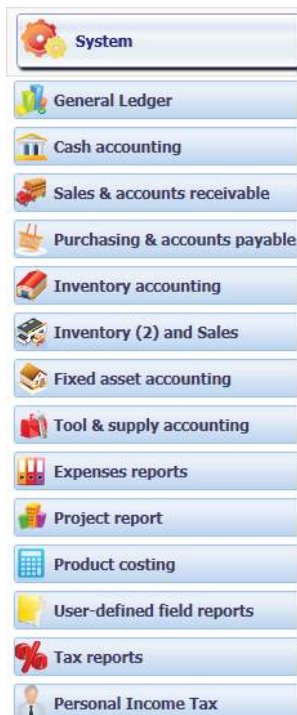 System
General Ledger
Cash accounting
Sales & accounts receivable
Purchasing & accounts payable
Inventory accounting
Inventory (2) and Sales
Fixed asset accounting
Tool & supply accounting
Expenses reports
Project report
Product costing
User-defined field reports
Tax reports
Personal Income Tax